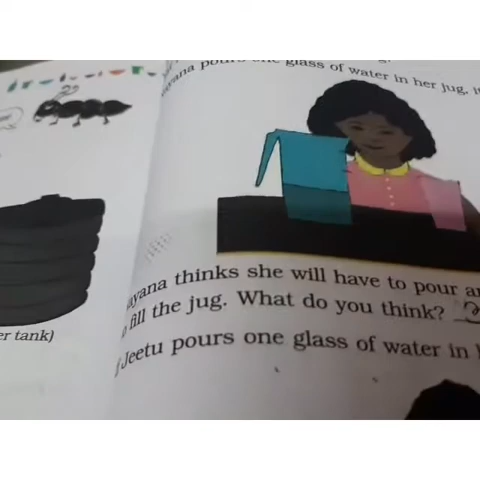 pours one glass of water in her jug, i
ayana thinks she will have to pour a
fill the jug. What do you think?
Jeetu pours one glass of water in
er tank)